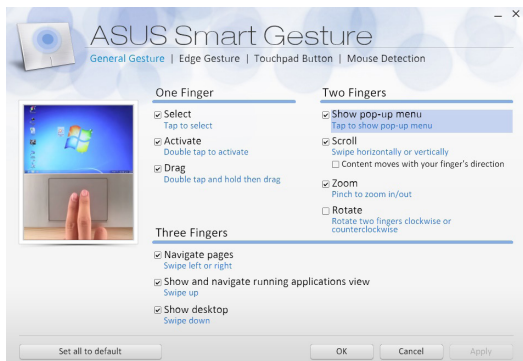 ASUS Smart Gesture
General Gesture | Edge Gesture | Touchpad Button | Mouse Detection
One Finger
Select
Tap to select
Activate
Double tap to activate
Drag
Double tap and hold then drag
Two Fingers
Show pop-up menu
Tap to show pop-up menu
Scroll
Swipe horizontally or vertically
Content moves with your finger's direction
Zoom
Pinch to zoom in/out
Rotate
Rotate two fingers clockwise or
counterclockwise
Three Fingers
Navigate pages
Swipe left or right
Show and navigate running applications view
Swipe up
Show desktop
Swipe down
Set all to default
OK
Cancel
Apply